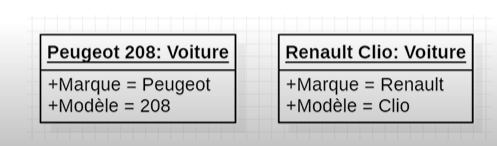 Peugeot 208: Voiture
+Marque = Peugeot
+Modèle = 208
Renault Clio: Voiture
+Marque = Renault
+Modèle = Clio